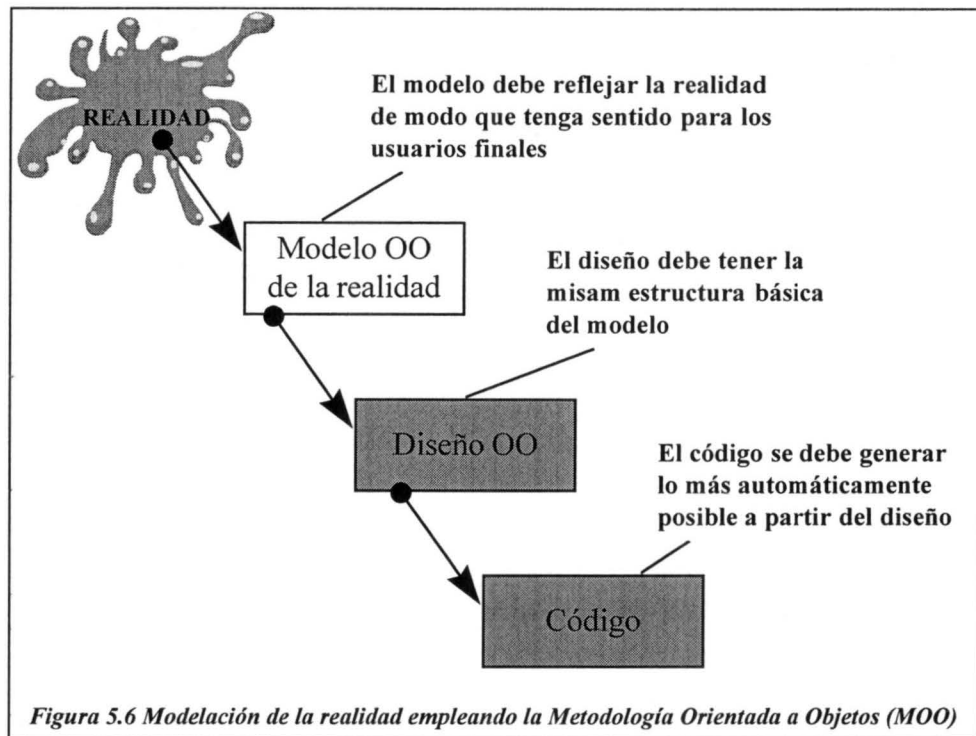 REALIDAD
El modelo debe reflejar la realidad
de modo que tenga sentido para los
usuarios finales
Modelo OO
de la realidad
El diseño debe tener la
misam estructura básica
del modelo
Diseño OO
El código se debe generar
lo más automáticamente
posible a partir del diseño
Código
Figura 5.6 Modelación de la realidad empleando la Metodología Orientada a Objetos (MOO)